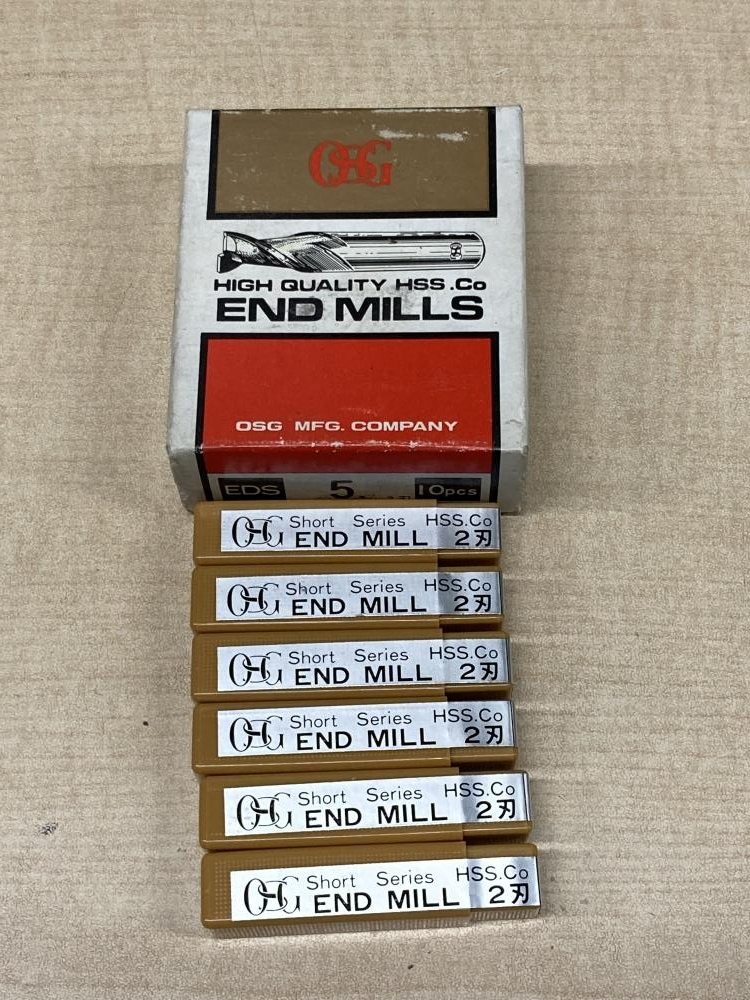 OSG
HIGH QUALITY HSS.Co
END MILLS
OSG MFG. COMPANY
EDS 5 10pcs
OSG Short Series HSS.Co
END MILL 2刃
OSG Short Series HSS.Co
END MILL 2刃
OSG Short Series HSS.Co
END MILL 2刃
OSG Short Series HSS.Co
END MILL 2刃
OSG Short Series HSS.Co
END MILL 2刃
OSG Short Series HSS.Co
END MILL 2刃